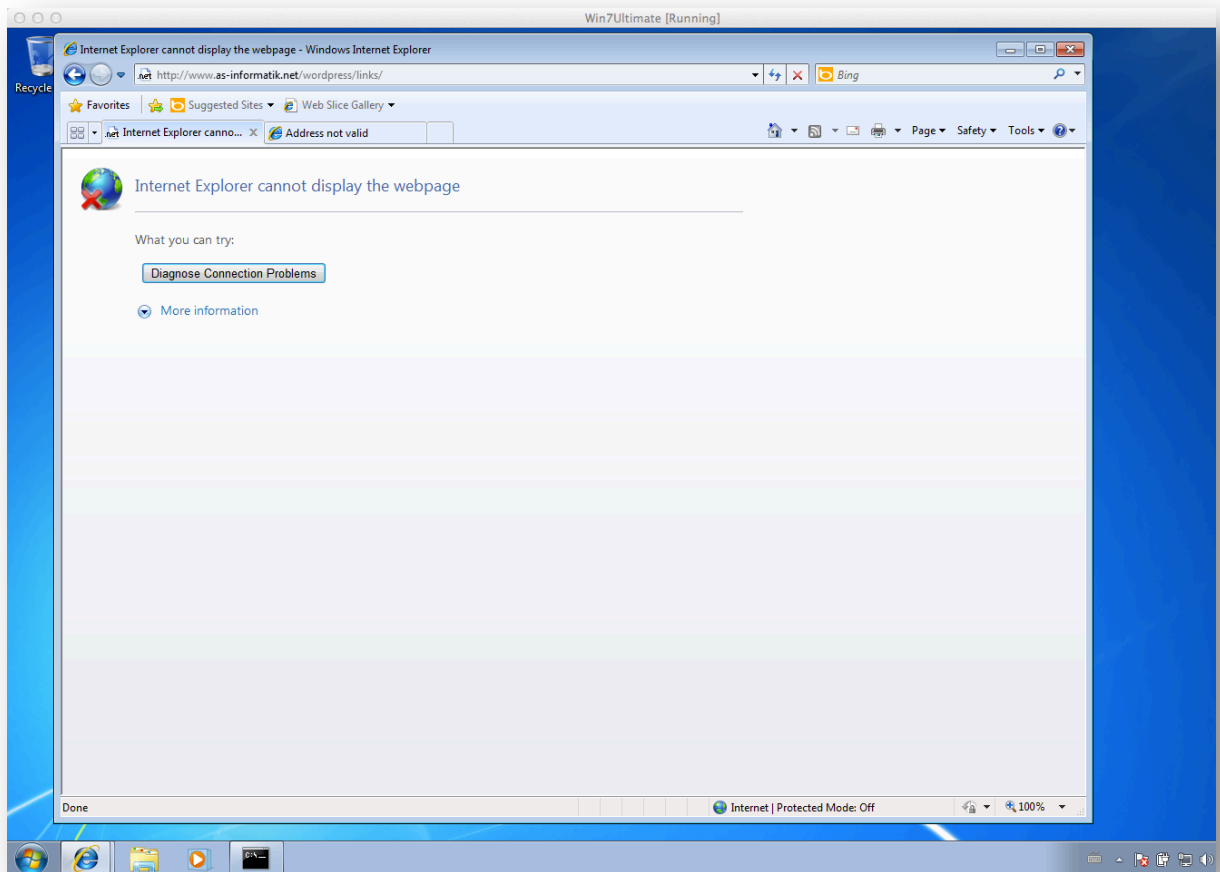 Win7Ultimate [Running]
Recycle
Internet Explorer cannot display the webpage - Windows Internet Explorer
.net http://www.as-informatik.net/wordpress/links/
Bing
Favorites Suggested Sites Web Slice Gallery
.net Internet Explorer canno... X Address not valid
Page Safety Tools
Internet Explorer cannot display the webpage
What you can try:
Diagnose Connection Problems
More information
Done Internet | Protected Mode: Off 100%
C:\_